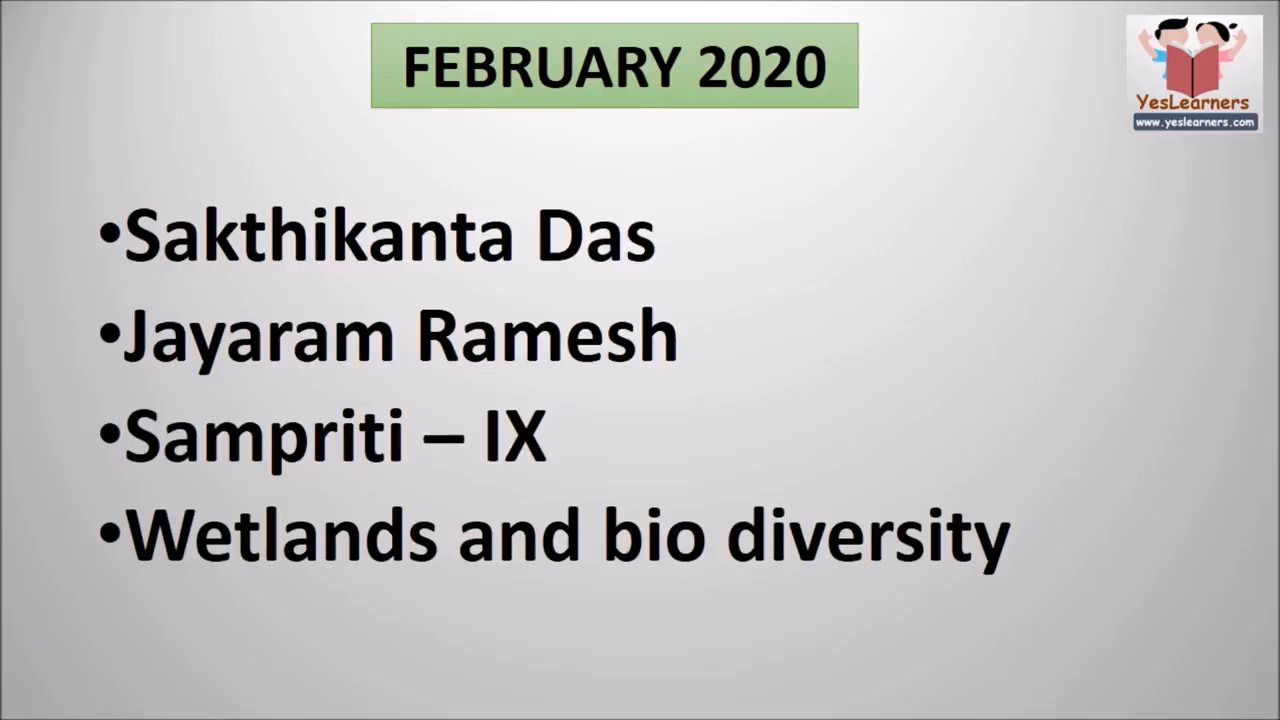 FEBRUARY 2020
YesLearners
www.yeslearners.com
•Sakthikanta Das
•Jayaram Ramesh
•Sampriti – IX
•Wetlands and bio diversity